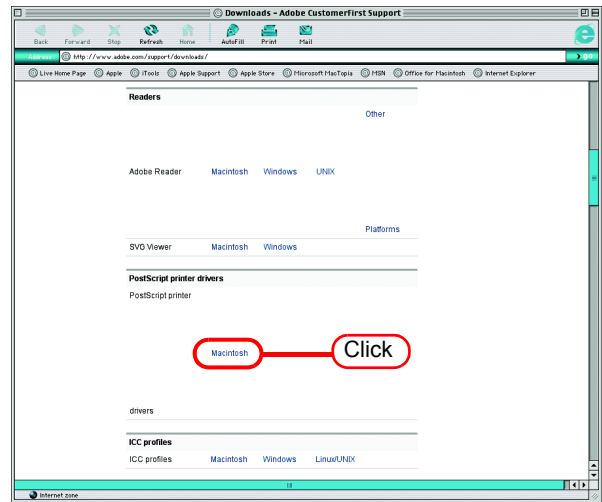 Downloads - Adobe CustomerFirst Support
Back Forward Stop Refresh Home AutoFill Print Mail
Address http://www.adobe.com/support/downloads/ go
Live Home Page Apple iTools Apple Support Apple Store Microsoft MacTopia MSN Office for Macintosh Internet Explorer
Readers
Other
Adobe Reader Macintosh Windows UNIX
Platforms
SVG Viewer Macintosh Windows
PostScript printer drivers
PostScript printer
Macintosh
Click
drivers
ICC profiles
ICC profiles Macintosh Windows Linux/UNIX
Internet zone